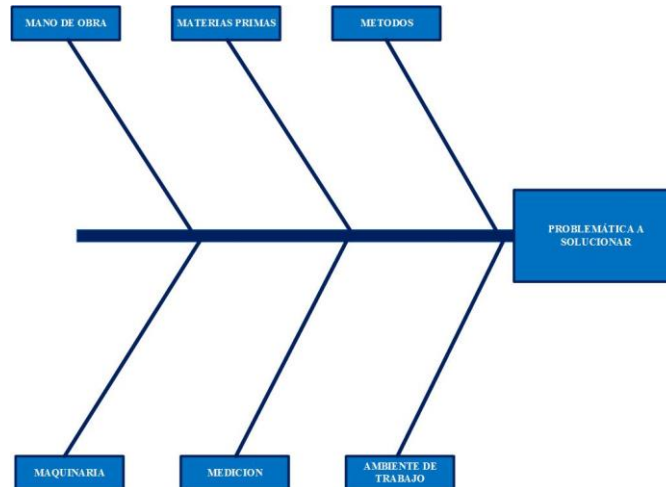 MANO DE OBRA
MATERIAS PRIMAS
METODOS
PROBLEMÁTICA A
SOLUCIONAR
MAQUINARIA
MEDICION
AMBIENTE DE
TRABAJO